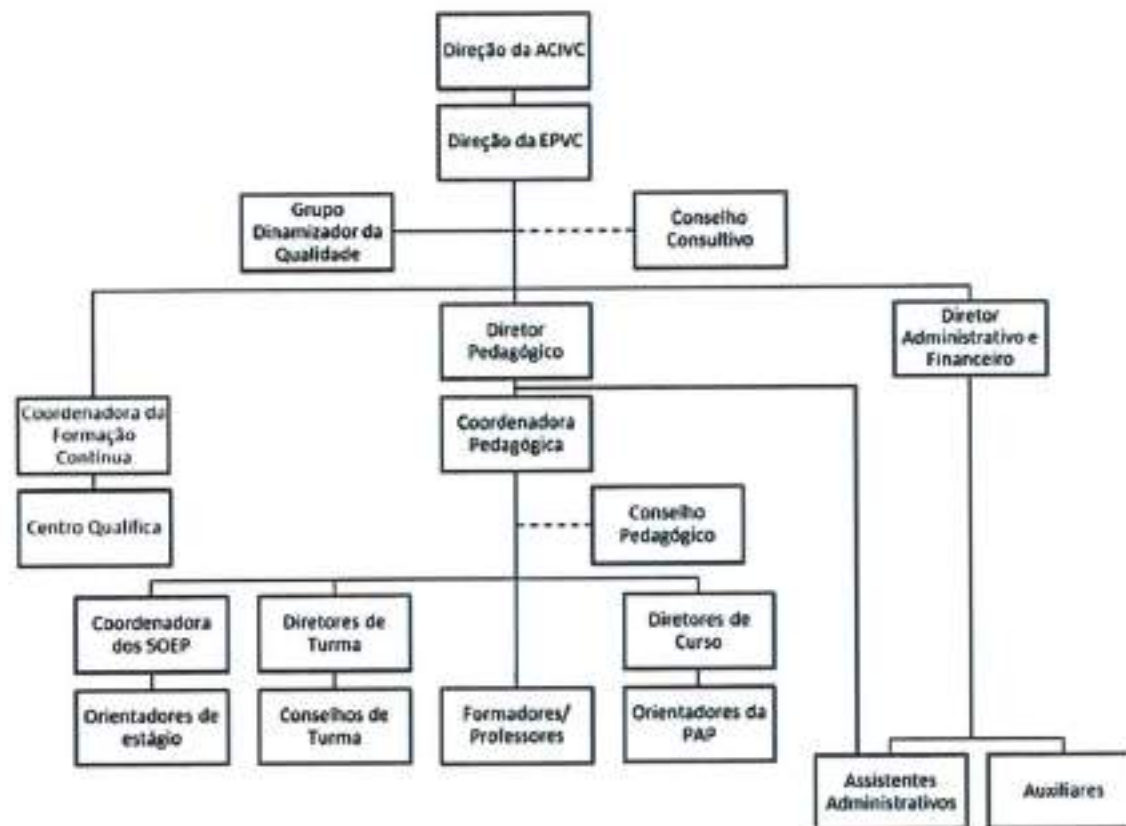 Direção da ACIVC
Direção da EPVC
Grupo
Dinamizador da
Qualidade
Conselho
Consultivo
Diretor
Pedagógico
Diretor
Administrativo e
Financeiro
Coordenadora da
Formação
Contínua
Coordenadora
Pedagógica
Centro Qualifica
Conselho
Pedagógico
Coordenadora
dos SOEP
Diretores de
Turma
Diretores de
Curso
Orientadores de
estágio
Conselhos de
Turma
Formadores/
Professores
Orientadores da
PAP
Assistentes
Administrativos
Auxiliares